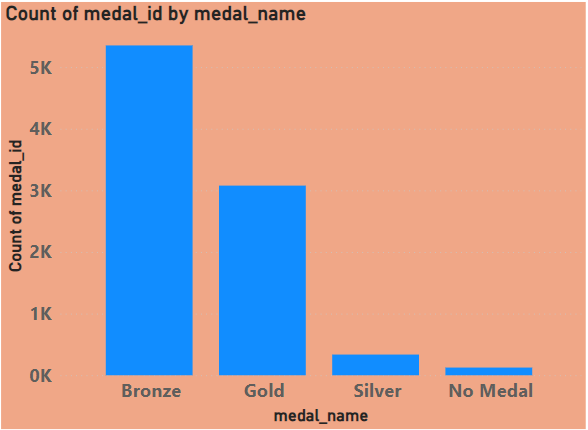 Count of medal_id by medal_name
Count of medal_id
5K
4K
3K
2K
1K
0K
Bronze Gold Silver No Medal
medal_name